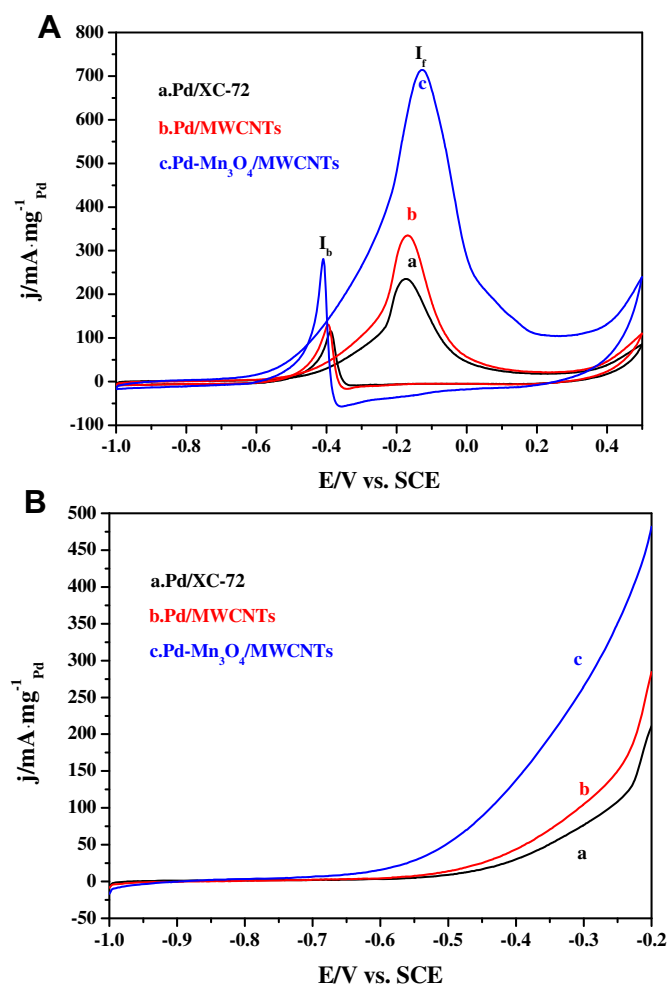 A
800
700
600
500
400
300
200
100
0
-100
j/mA·mg⁻¹Pd
a.Pd/XC-72
b.Pd/MWCNTs
c.Pd-Mn₃O₄/MWCNTs
I_f
c
I_b
b
a
-1.0 -0.8 -0.6 -0.4 -0.2 0.0 0.2 0.4
E/V vs. SCE
B
500
450
400
350
300
250
200
150
100
50
0
-50
j/mA·mg⁻¹Pd
a.Pd/XC-72
b.Pd/MWCNTs
c.Pd-Mn₃O₄/MWCNTs
c
b
a
-1.0 -0.9 -0.8 -0.7 -0.6 -0.5 -0.4 -0.3 -0.2
E/V vs. SCE